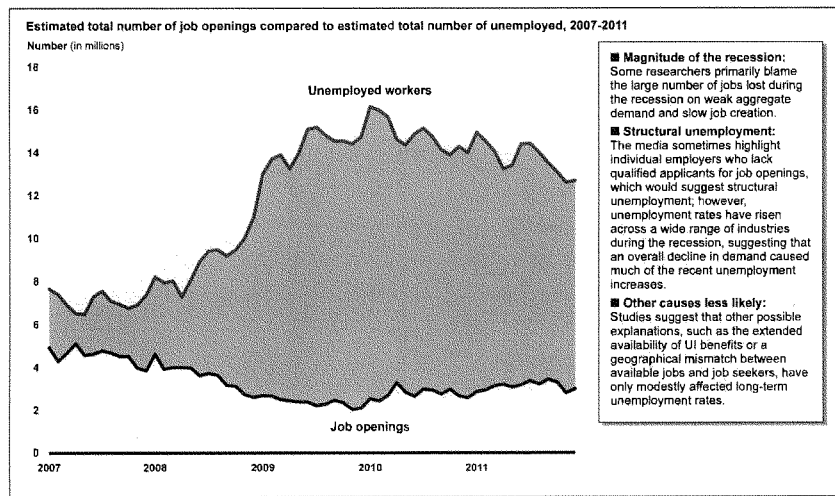 Estimated total number of job openings compared to estimated total number of unemployed, 2007-2011
Number (in millions)
18
16
14
12
10
8
6
4
2
0
Unemployed workers
Job openings
2007
2008
2009
2010
2011
■ Magnitude of the recession:
Some researchers primarily blame
the large number of jobs lost during
the recession on weak aggregate
demand and slow job creation.
■ Structural unemployment:
The media sometimes highlight
individual employers who lack
qualified applicants for job openings,
which would suggest structural
unemployment; however,
unemployment rates have risen
across a wide range of industries
during the recession, suggesting that
an overall decline in demand caused
much of the recent unemployment
increases.
■ Other causes less likely:
Studies suggest that other possible
explanations, such as the extended
availability of UI benefits or a
geographical mismatch between
available jobs and job seekers, have
only modestly affected long-term
unemployment rates.